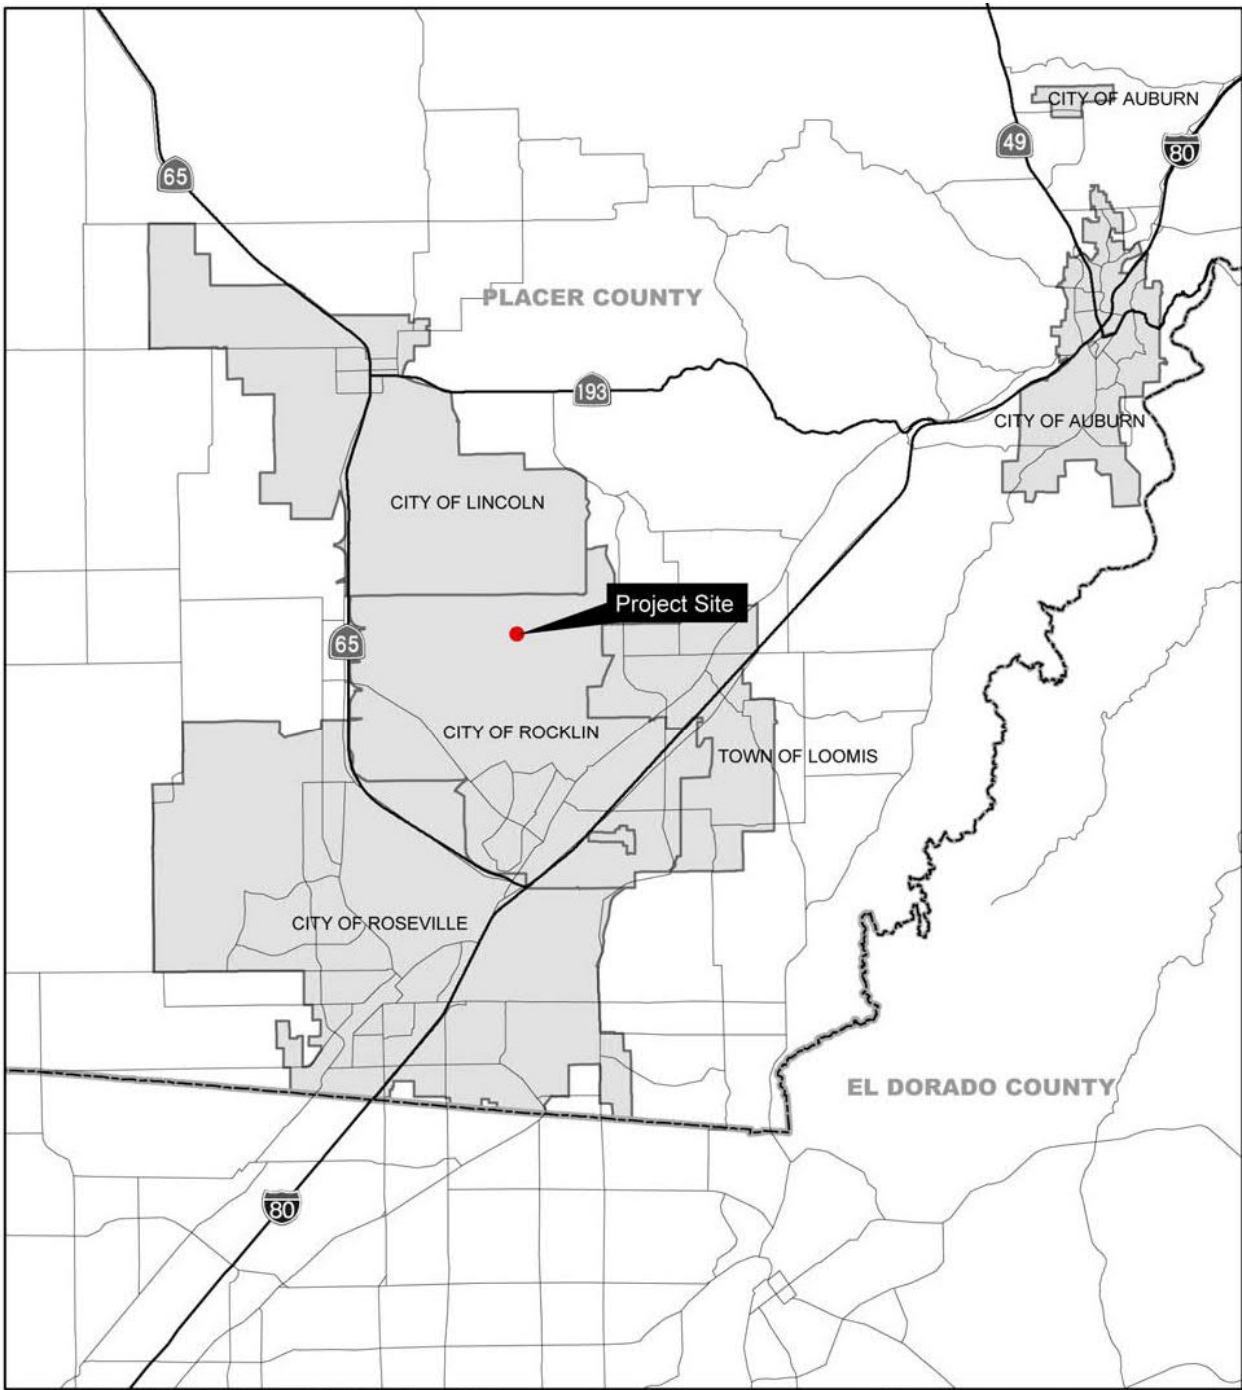 CITY OF AUBURN
49
80
65
PLACER COUNTY
193
CITY OF AUBURN
CITY OF LINCOLN
Project Site
65
CITY OF ROCKLIN
TOWN OF LOOMIS
CITY OF ROSEVILLE
EL DORADO COUNTY
80